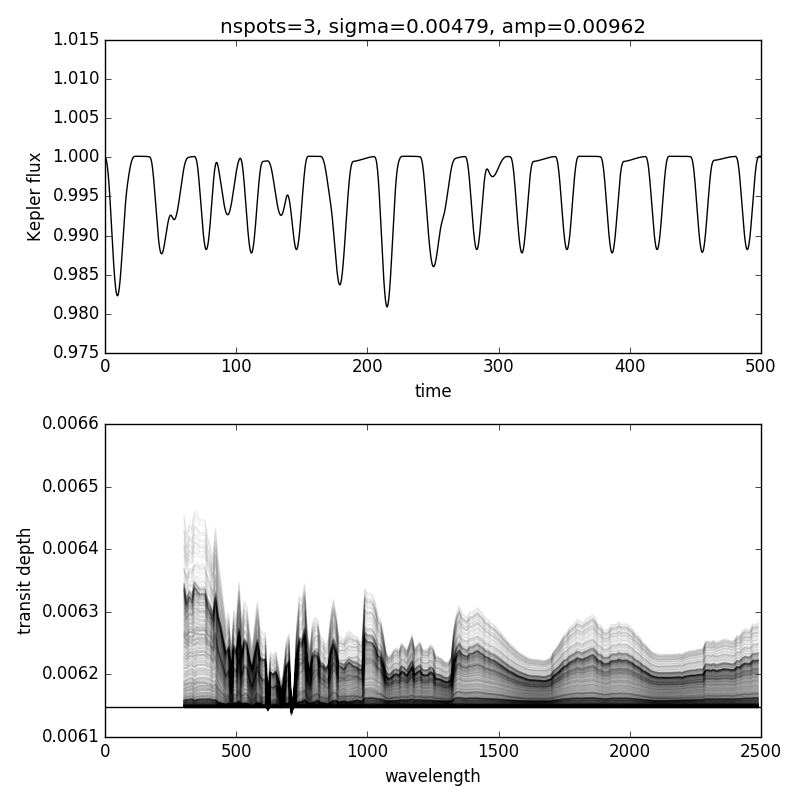 nspots=3, sigma=0.00479, amp=0.00962
1.015
1.010
1.005
1.000
0.995
0.990
0.985
0.980
0.975
Kepler flux
0 100 200 300 400 500
time
0.0066
0.0065
0.0064
0.0063
0.0062
0.0061
transit depth
0 500 1000 1500 2000 2500
wavelength